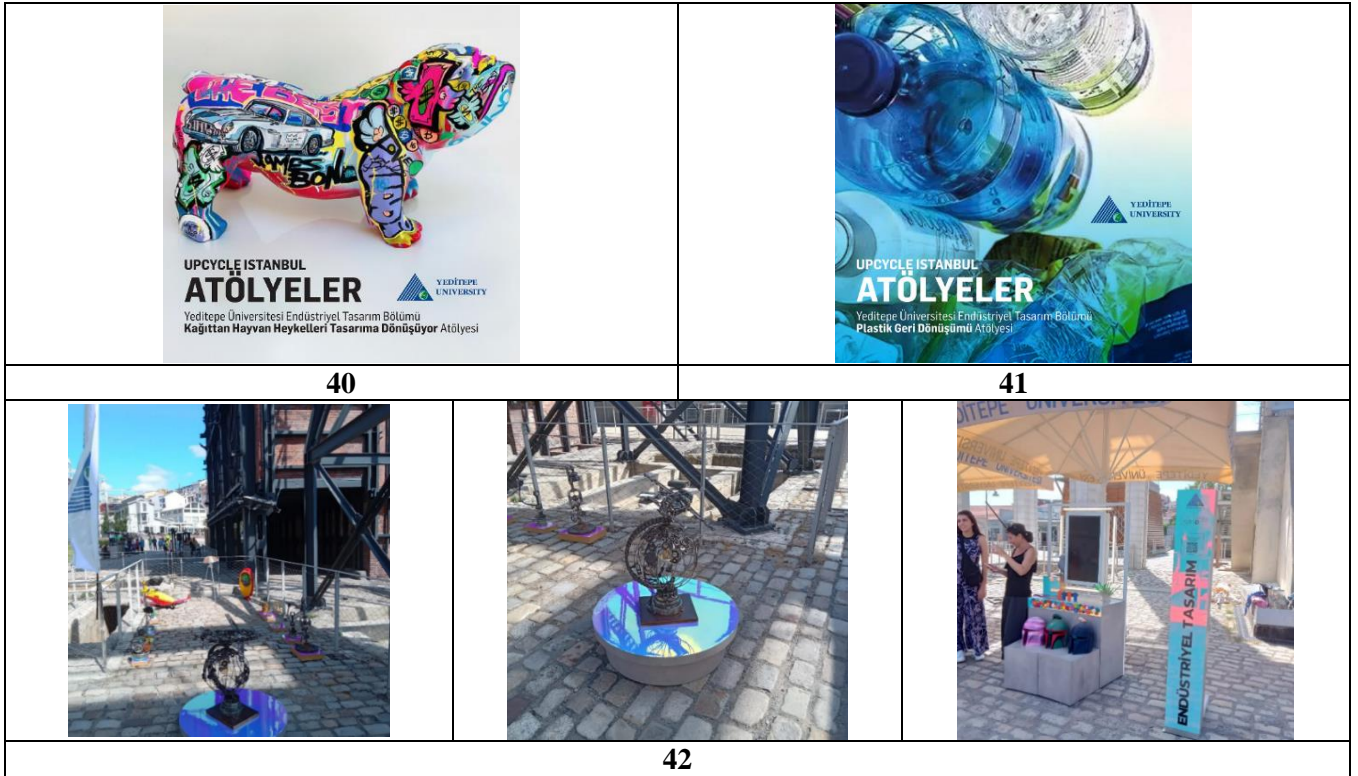 THE BEST
JAMES
BOND
UPCYCLE ISTANBUL
ATÖLYELER
YEDİTEPE
UNIVERSITY
Yeditepe Üniversitesi Endüstriyel Tasarım Bölümü
Kağıttan Hayvan Heykelleri Tasarıma Dönüşüyor Atölyesi
YEDİTEPE
UNIVERSITY
UPCYCLE ISTANBUL
ATÖLYELER
Yeditepe Üniversitesi Endüstriyel Tasarım Bölümü
Plastik Geri Dönüşümü Atölyesi
40
41
ENDÜSTRİYEL TASARIM
42